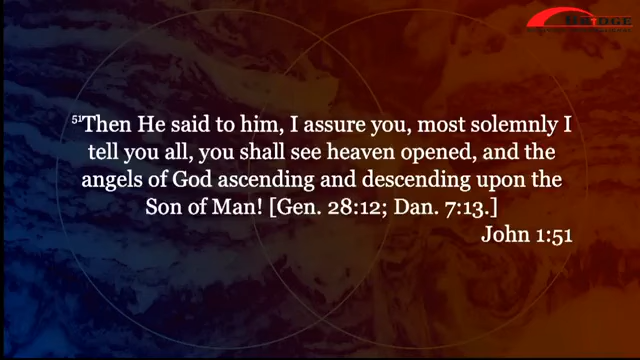 BRIDGE
⁵¹Then He said to him, I assure you, most solemnly I
tell you all, you shall see heaven opened, and the
angels of God ascending and descending upon the
Son of Man! [Gen. 28:12; Dan. 7:13.]
John 1:51